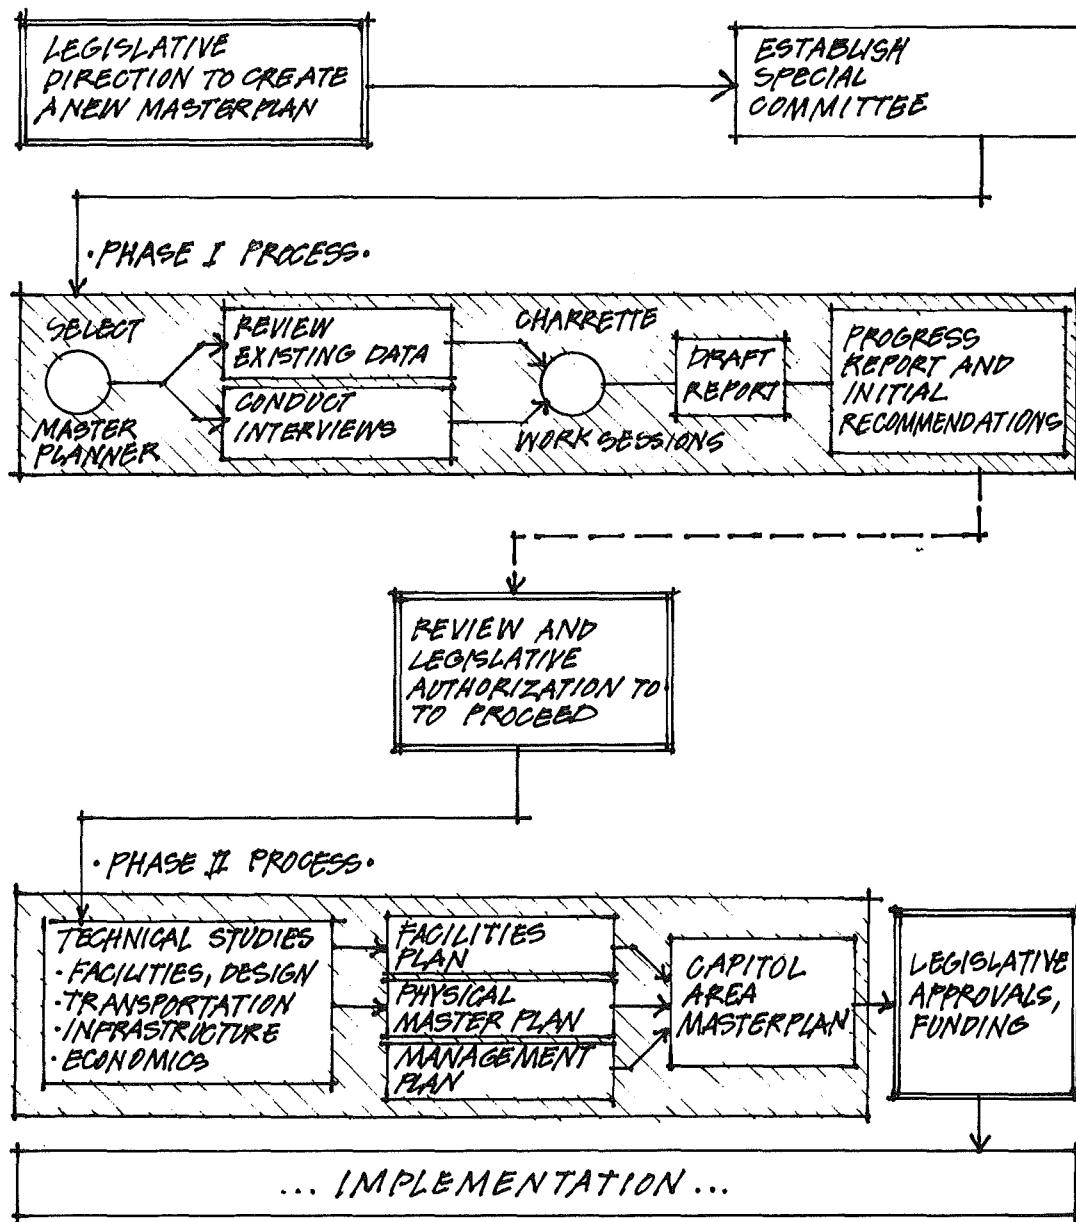 LEGISLATIVE
DIRECTION TO CREATE
A NEW MASTERPLAN
ESTABLISH
SPECIAL
COMMITTEE
·PHASE I PROCESS·
SELECT
MASTER
PLANNER
REVIEW
EXISTING DATA
CONDUCT
INTERVIEWS
CHARRETTE
WORK SESSIONS
DRAFT
REPORT
PROGRESS
REPORT AND
INITIAL
RECOMMENDATIONS
REVIEW AND
LEGISLATIVE
AUTHORIZATION TO
TO PROCEED
·PHASE II PROCESS·
TECHNICAL STUDIES
·FACILITIES, DESIGN
·TRANSPORTATION
·INFRASTRUCTURE
·ECONOMICS
FACILITIES
PLAN
PHYSICAL
MASTER PLAN
MANAGEMENT
PLAN
CAPITOL
AREA
MASTERPLAN
LEGISLATIVE
APPROVALS,
FUNDING
... IMPLEMENTATION ...